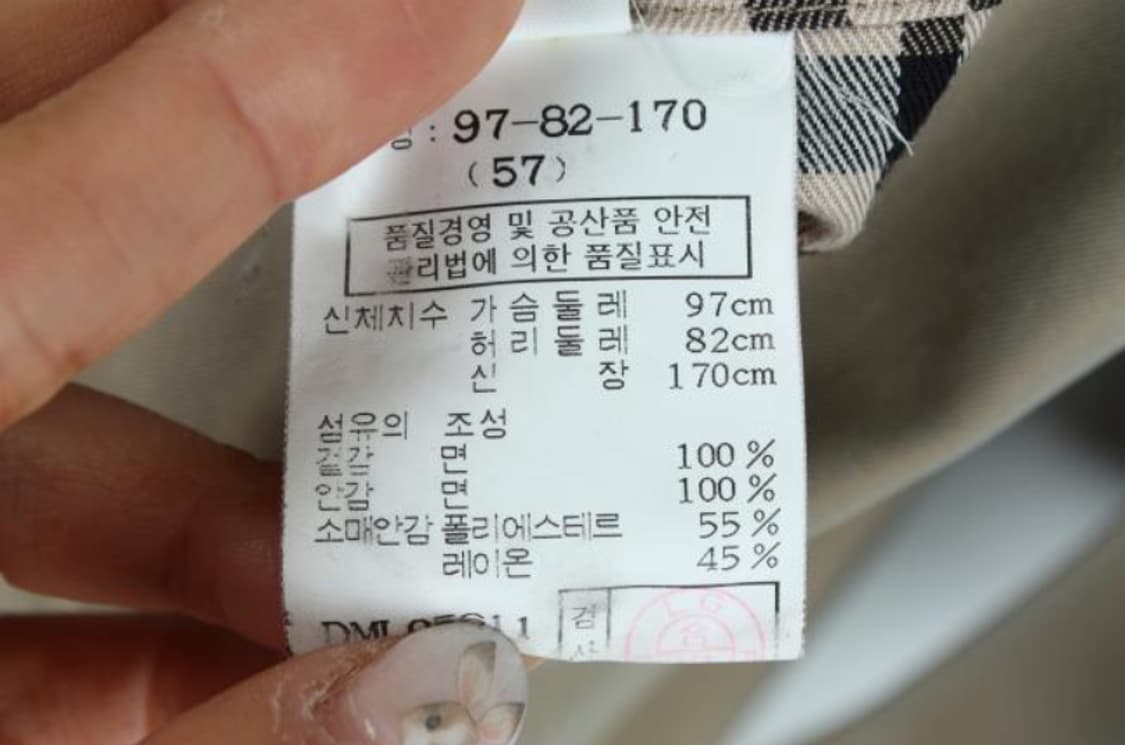 : 97-82-170
(57)
품질경영 및 공산품 안전
관리법에 의한 품질표시
신체치수 가슴둘레 97cm
허리둘레 82cm
신장 170cm
섬유의 조성
겉감 면 100 %
안감 면 100 %
소매안감 폴리에스테르 55 %
레이온 45 %
검
LG